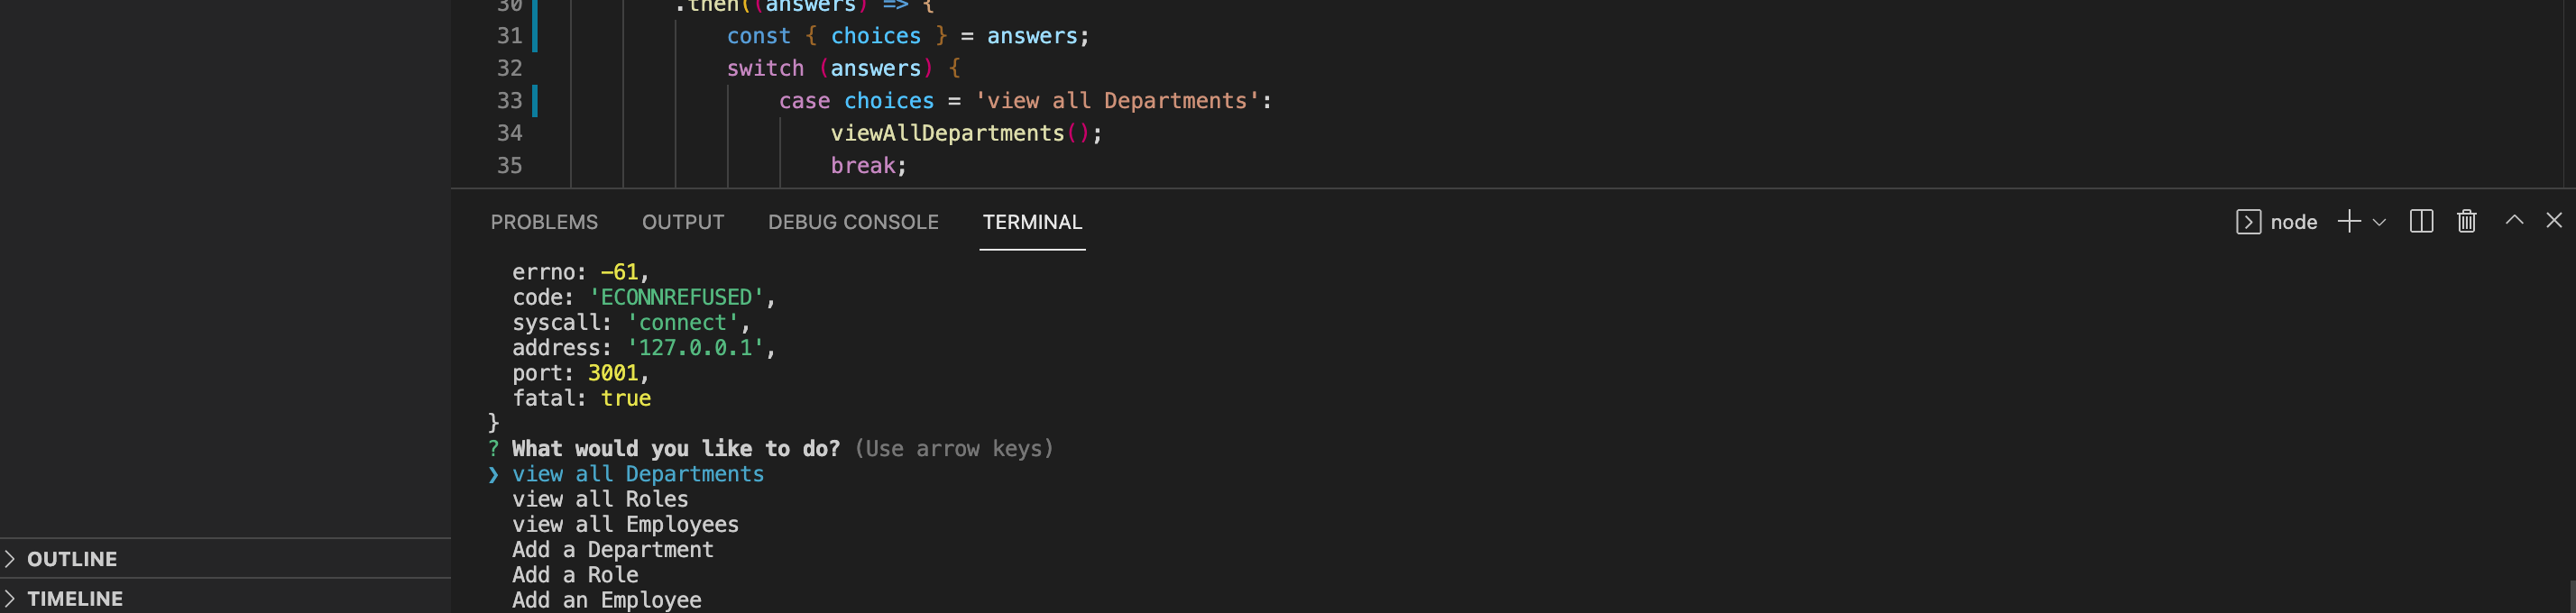 30 .then((answers) => {
31 const { choices } = answers;
32 switch (answers) {
33 case choices = 'view all Departments':
34 viewAllDepartments();
35 break;
PROBLEMS OUTPUT DEBUG CONSOLE TERMINAL node
errno: -61,
code: 'ECONNREFUSED',
syscall: 'connect',
address: '127.0.0.1',
port: 3001,
fatal: true
}
? What would you like to do? (Use arrow keys)
❯ view all Departments
view all Roles
view all Employees
Add a Department
Add a Role
Add an Employee
OUTLINE
TIMELINE